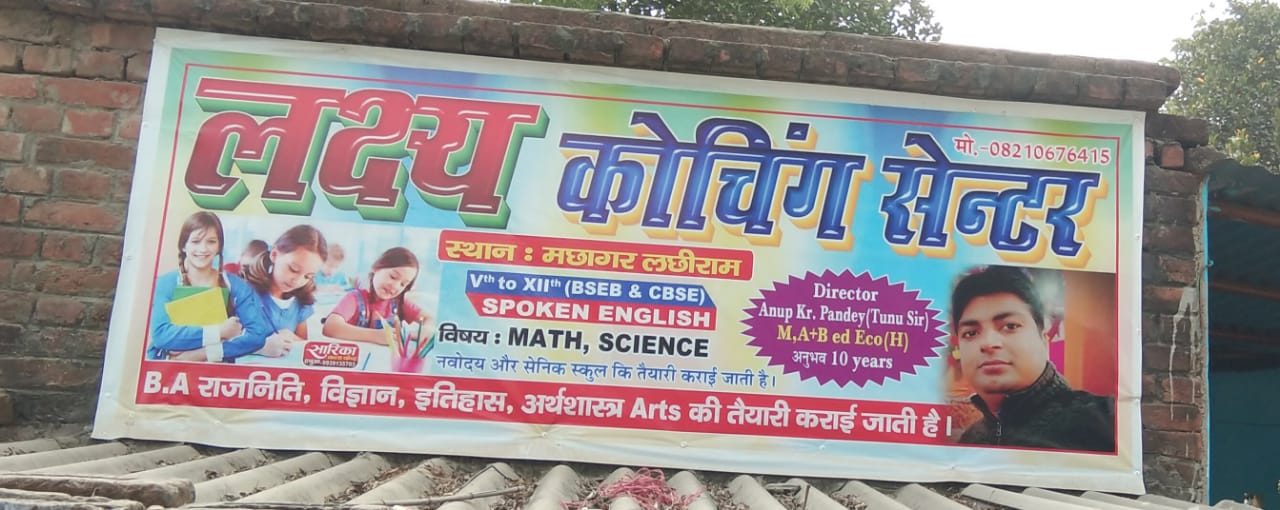 लक्ष्य कोचिंग सेन्टर
मो.-08210676415
स्थान : मछागर लछीराम
Vth to XIIth (BSEB & CBSE)
SPOKEN ENGLISH
विषय : MATH, SCIENCE
नवोदय और सेनिक स्कुल कि तैयारी कराई जाती है।
Director
Anup Kr. Pandey(Tunu Sir)
M,A+B ed Eco(H)
अनुभव 10 years
सारिका
B.A राजनिति, विज्ञान, इतिहास, अर्थशास्त्र Arts की तैयारी कराई जाती है।